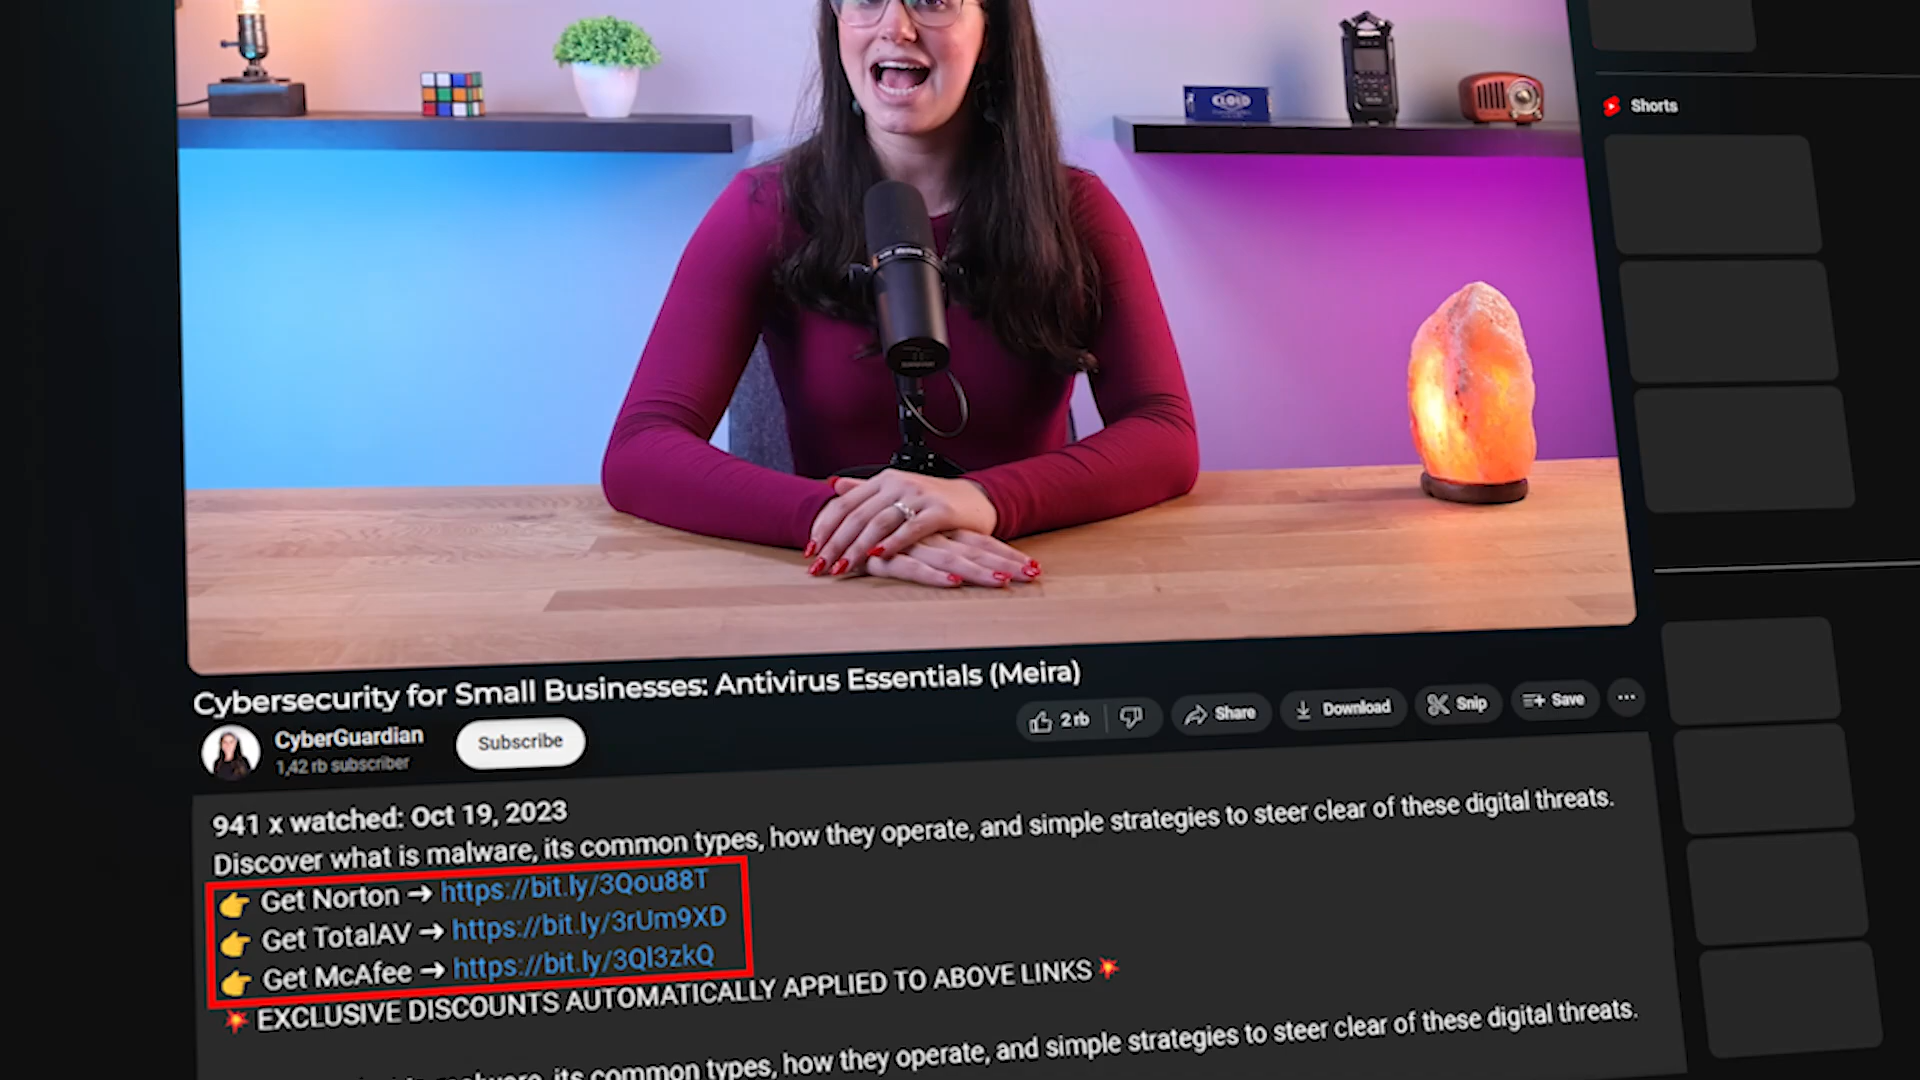 CLOUD
Shorts
Cybersecurity for Small Businesses: Antivirus Essentials (Meira)
CyberGuardian
1,42 rb subscriber
Subscribe
2 rb
Share
Download
Snip
Save
941 x watched: Oct 19, 2023
Discover what is malware, its common types, how they operate, and simple strategies to steer clear of these digital threats.
👉 Get Norton → https://bit.ly/3Qou88T
👉 Get TotalAV → https://bit.ly/3rUm9XD
👉 Get McAfee → https://bit.ly/3Ql3zkQ
💥 EXCLUSIVE DISCOUNTS AUTOMATICALLY APPLIED TO ABOVE LINKS 💥
malware, its common types, how they operate, and simple strategies to steer clear of these digital threats.